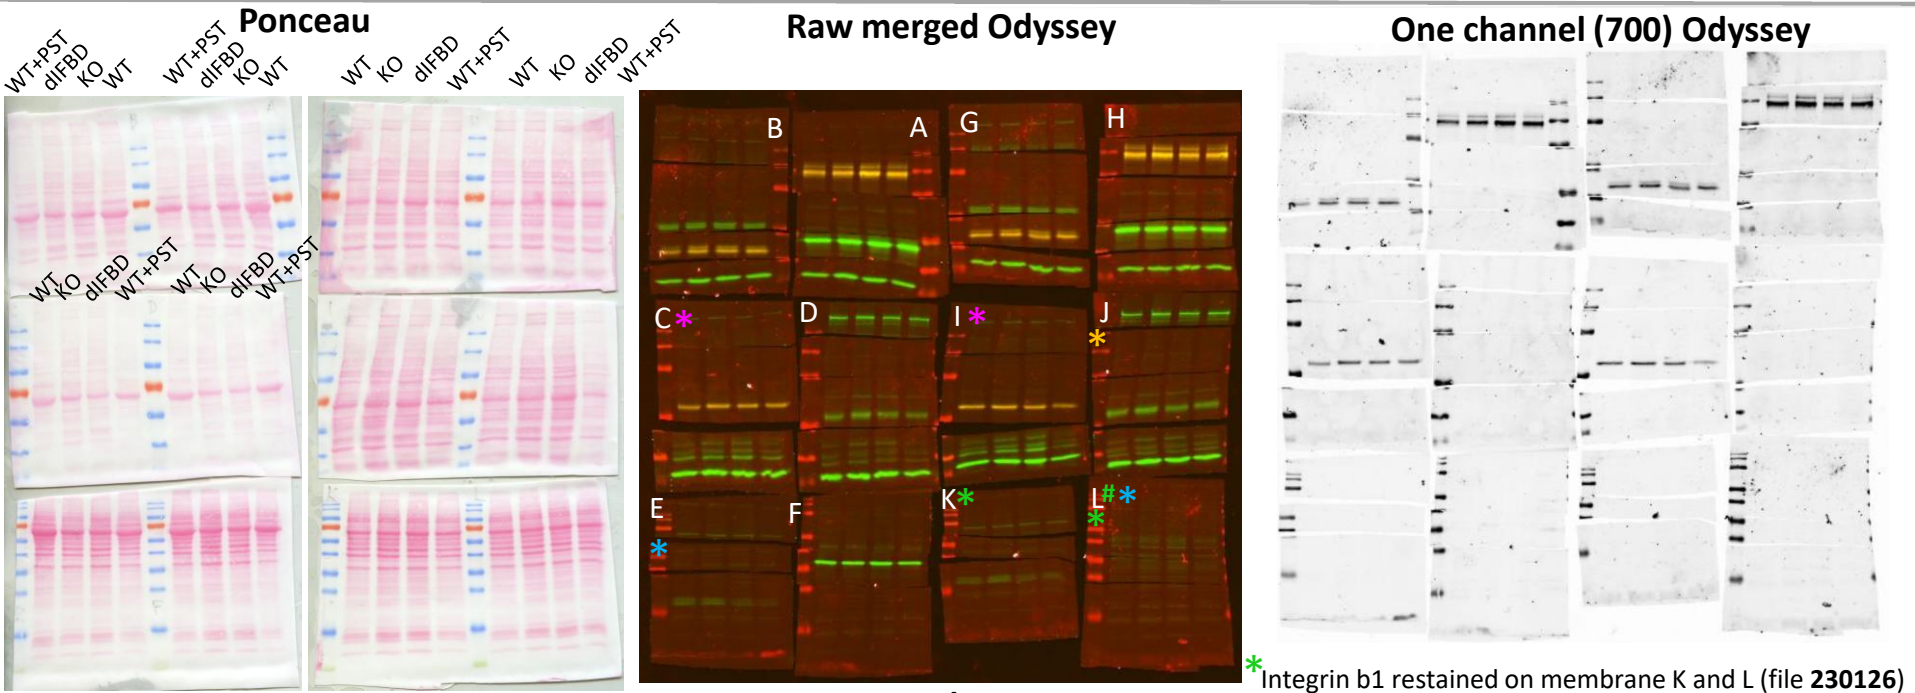 Ponceau
Raw merged Odyssey
One channel (700) Odyssey
WT+PST dIFBD KO WT WT+PST dIFBD KO WT
WT KO dIFBD WT+PST WT KO dIFBD WT+PST
WT KO dIFBD WT+PST WT KO dIFBD WT+PST
B A G H
C * D I * J *
E * F K * L # * *
* Integrin b1 restained on membrane K and L (file 230126)